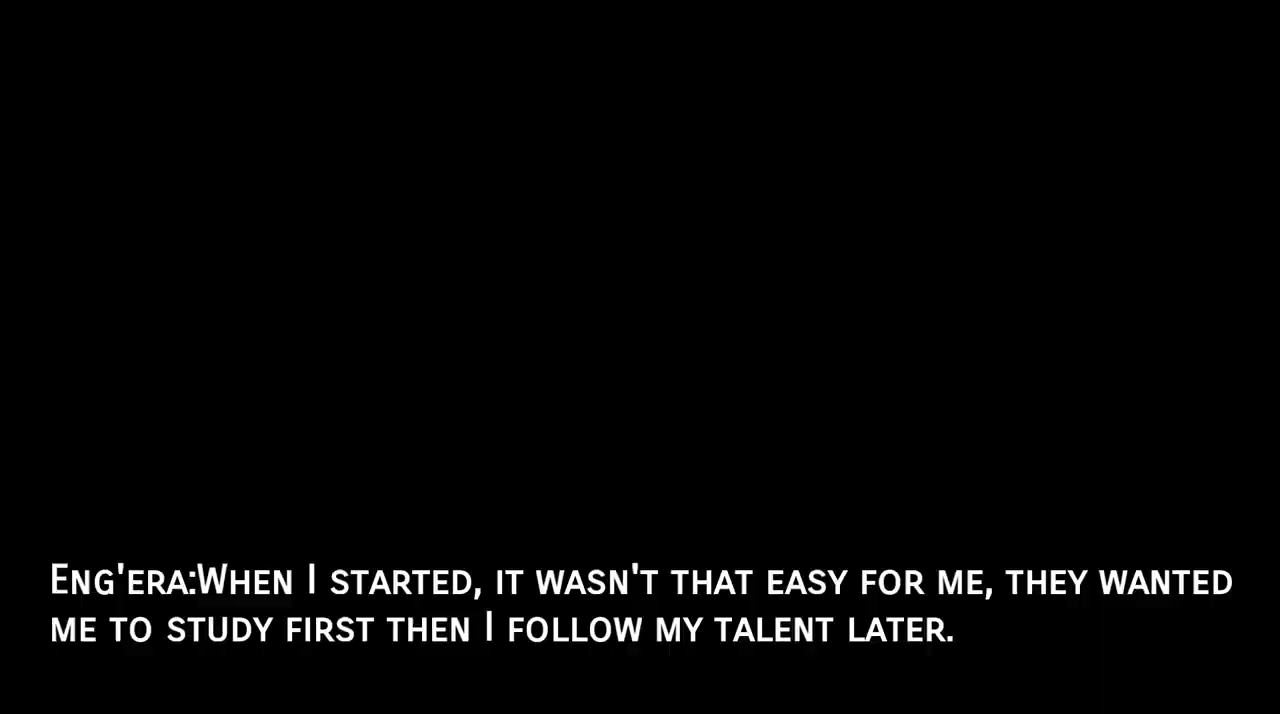 Eng'era:When I started, it wasn't that easy for me, they wanted
me to study first then I follow my talent later.